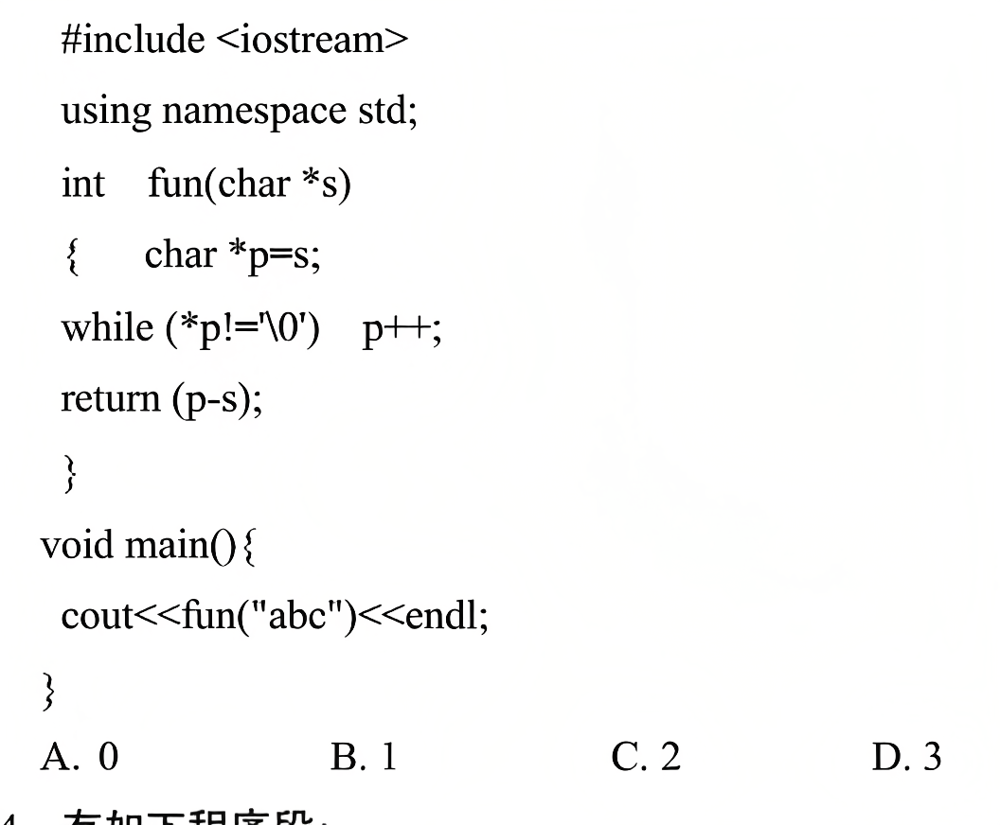 #include <iostream>
using namespace std;
int fun(char *s)
{ char *p=s;
while (*p!='\0') p++;
return (p-s);
}
void main(){
cout<<fun("abc")<<endl;
}
A. 0 B. 1 C. 2 D. 3
4 有如下程序段: